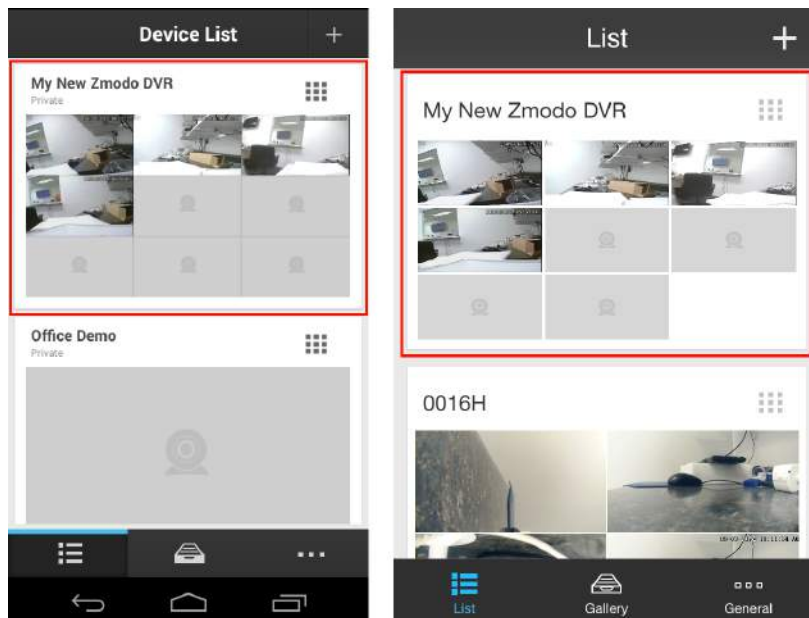 Device List
+
My New Zmodo DVR
Private
Office Demo
Private
List
+
My New Zmodo DVR
0016H
List
Gallery
General